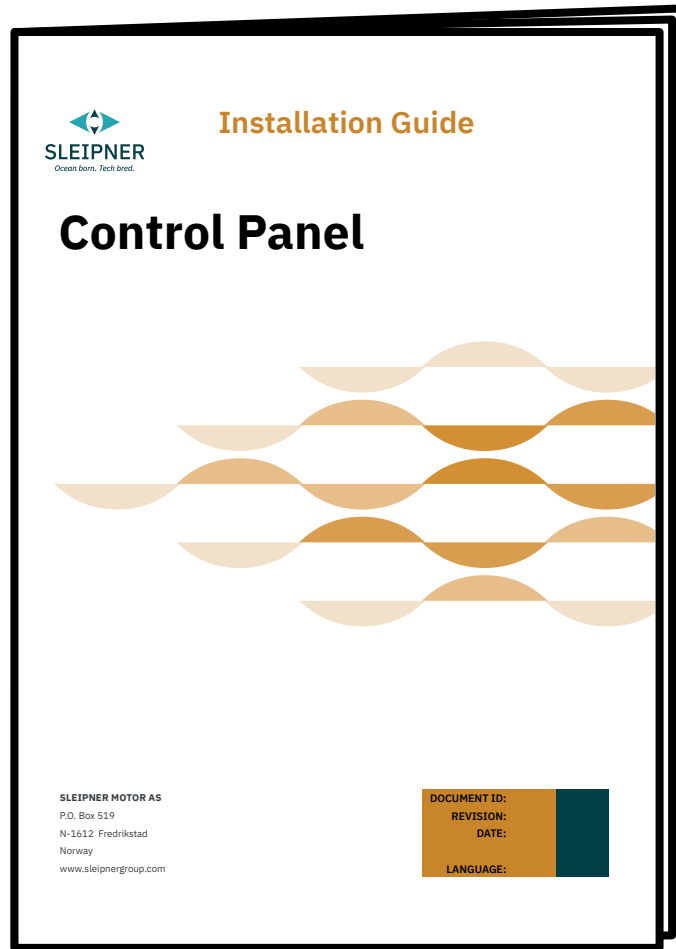 Installation Guide
SLEIPNER
Ocean born. Tech bred.
Control Panel
SLEIPNER MOTOR AS
P.O. Box 519
N-1612 Fredrikstad
Norway
www.sleipnergroup.com
DOCUMENT ID:
REVISION:
DATE:
LANGUAGE: